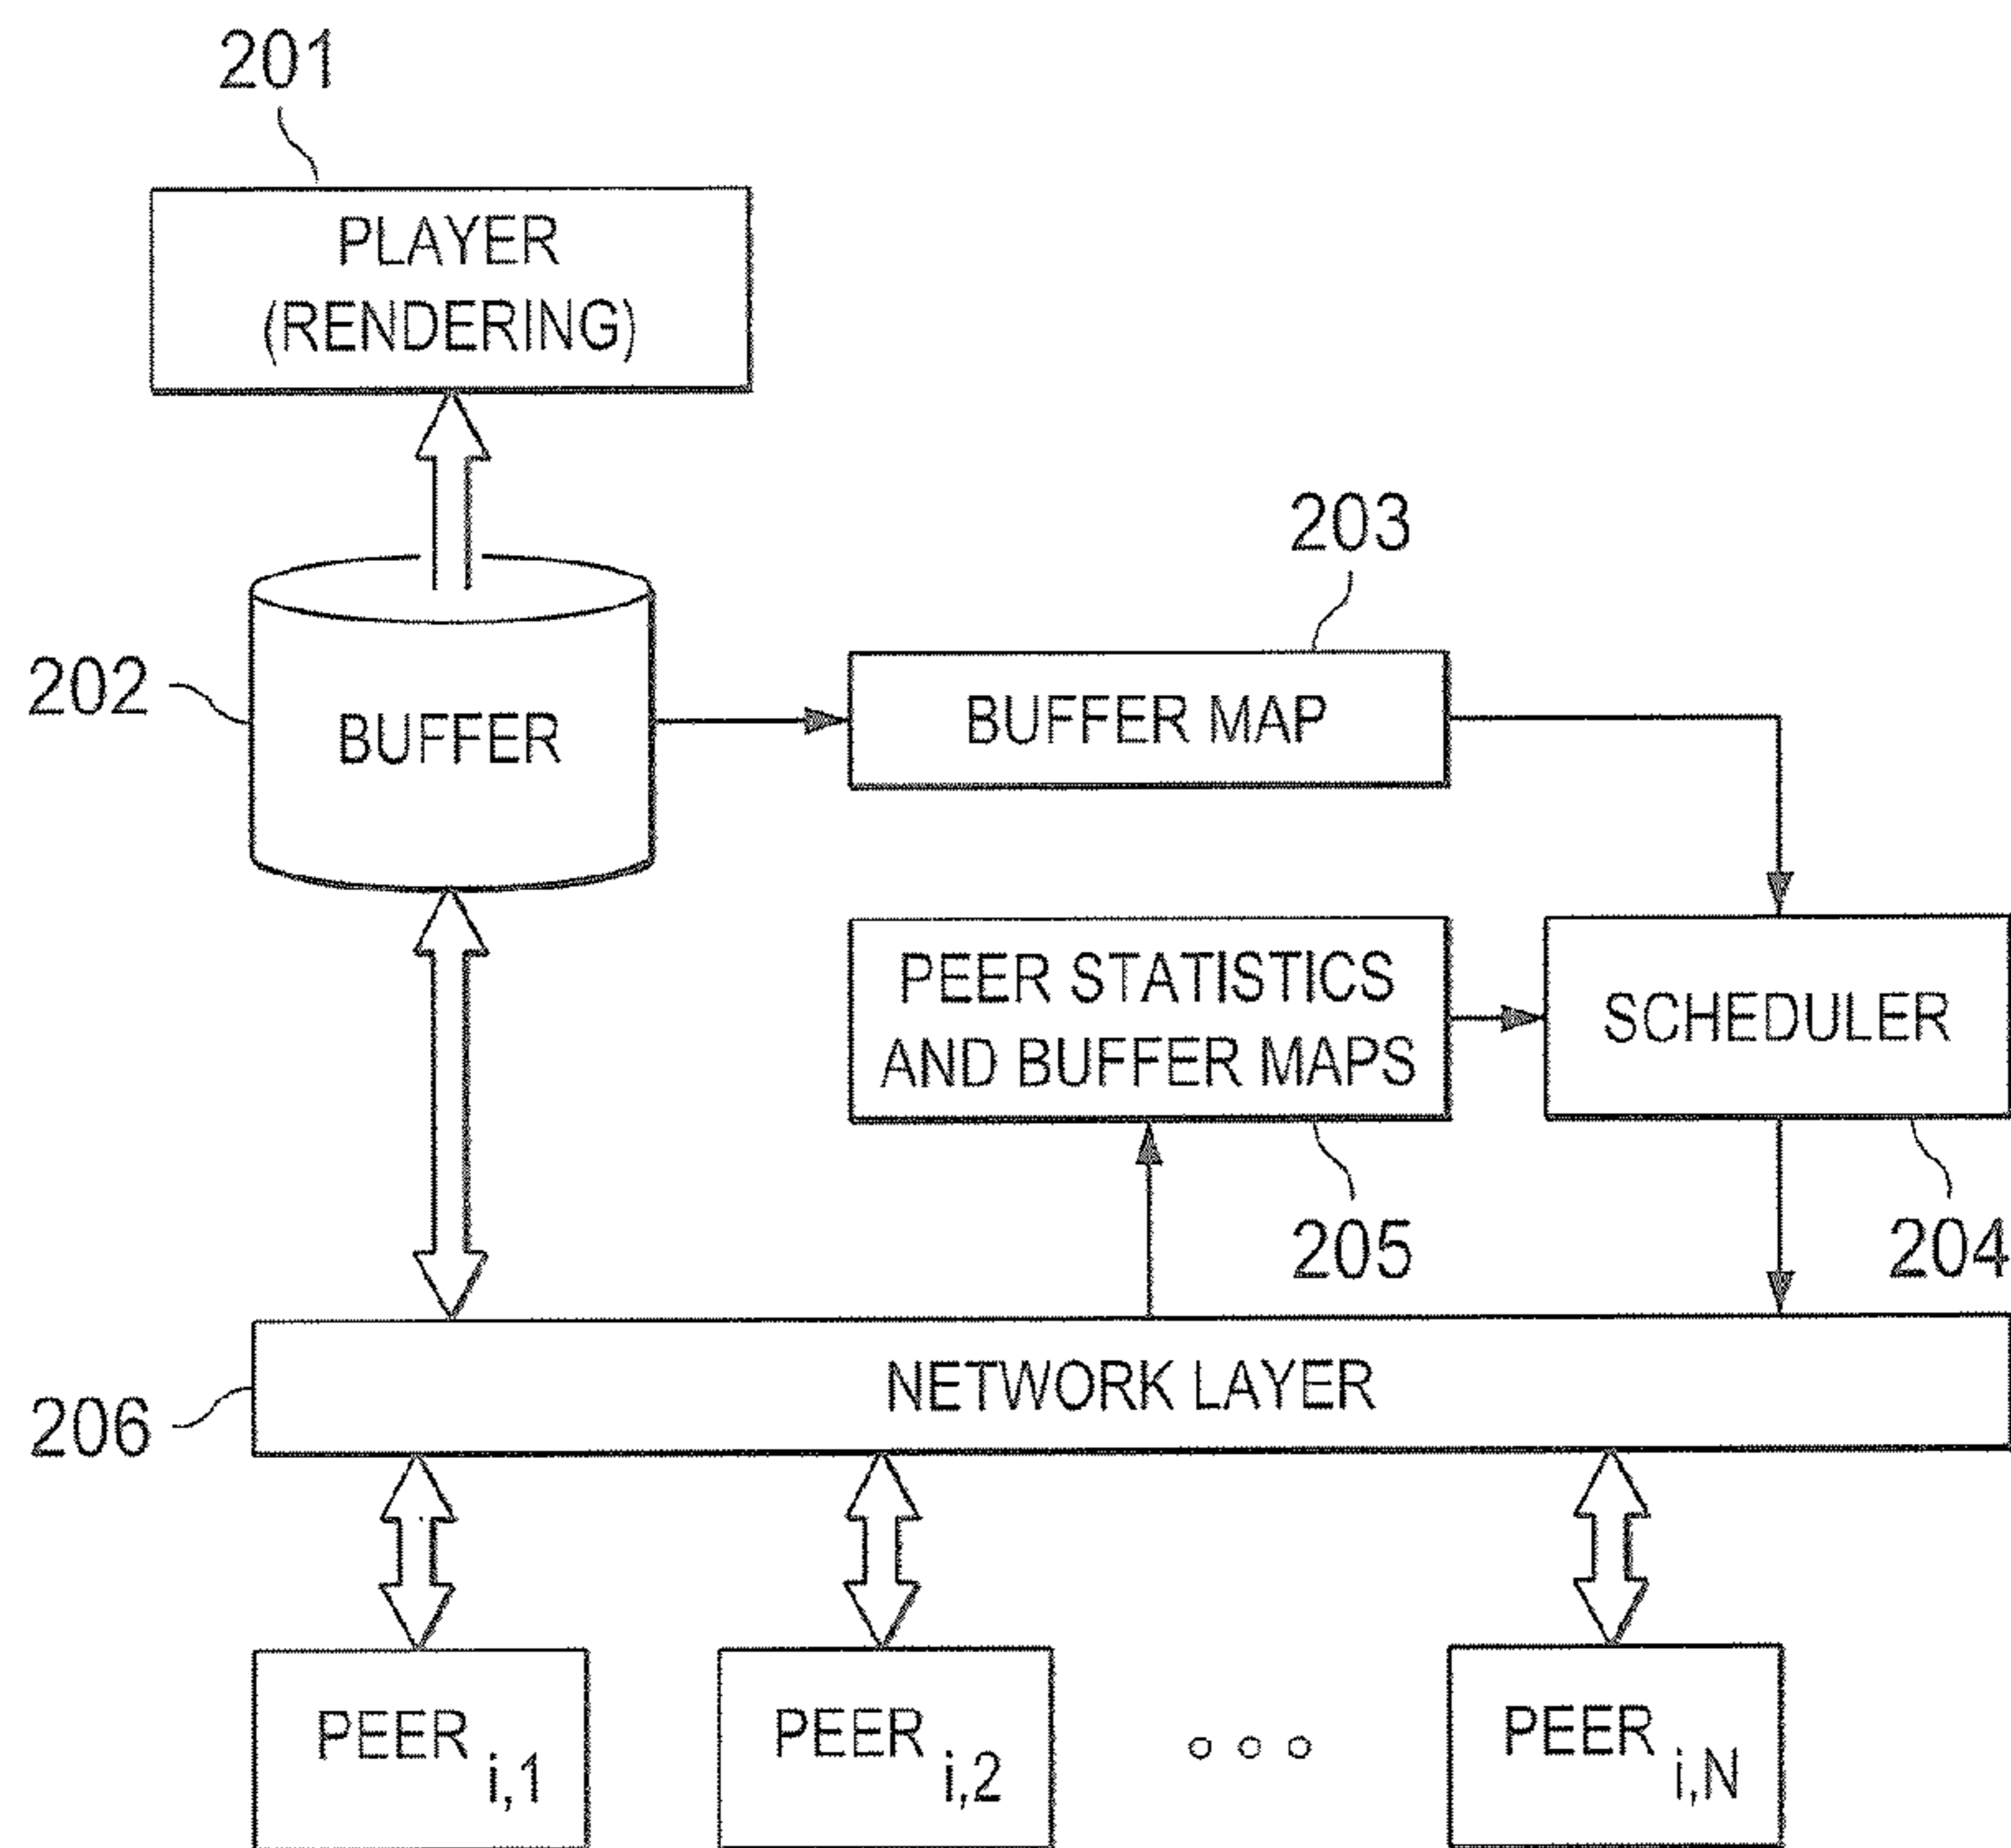 201
PLAYER
(RENDERING)
203
202
BUFFER
BUFFER MAP
PEER STATISTICS
AND BUFFER MAPS
SCHEDULER
205
204
NETWORK LAYER
206
PEER i,1
PEER i,2
PEER i,N